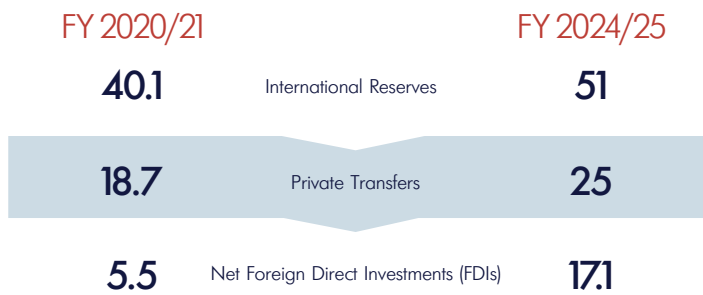 FY 2020/21 FY 2024/25
40.1 International Reserves 51
18.7 Private Transfers 25
5.5 Net Foreign Direct Investments (FDIs) 17.1